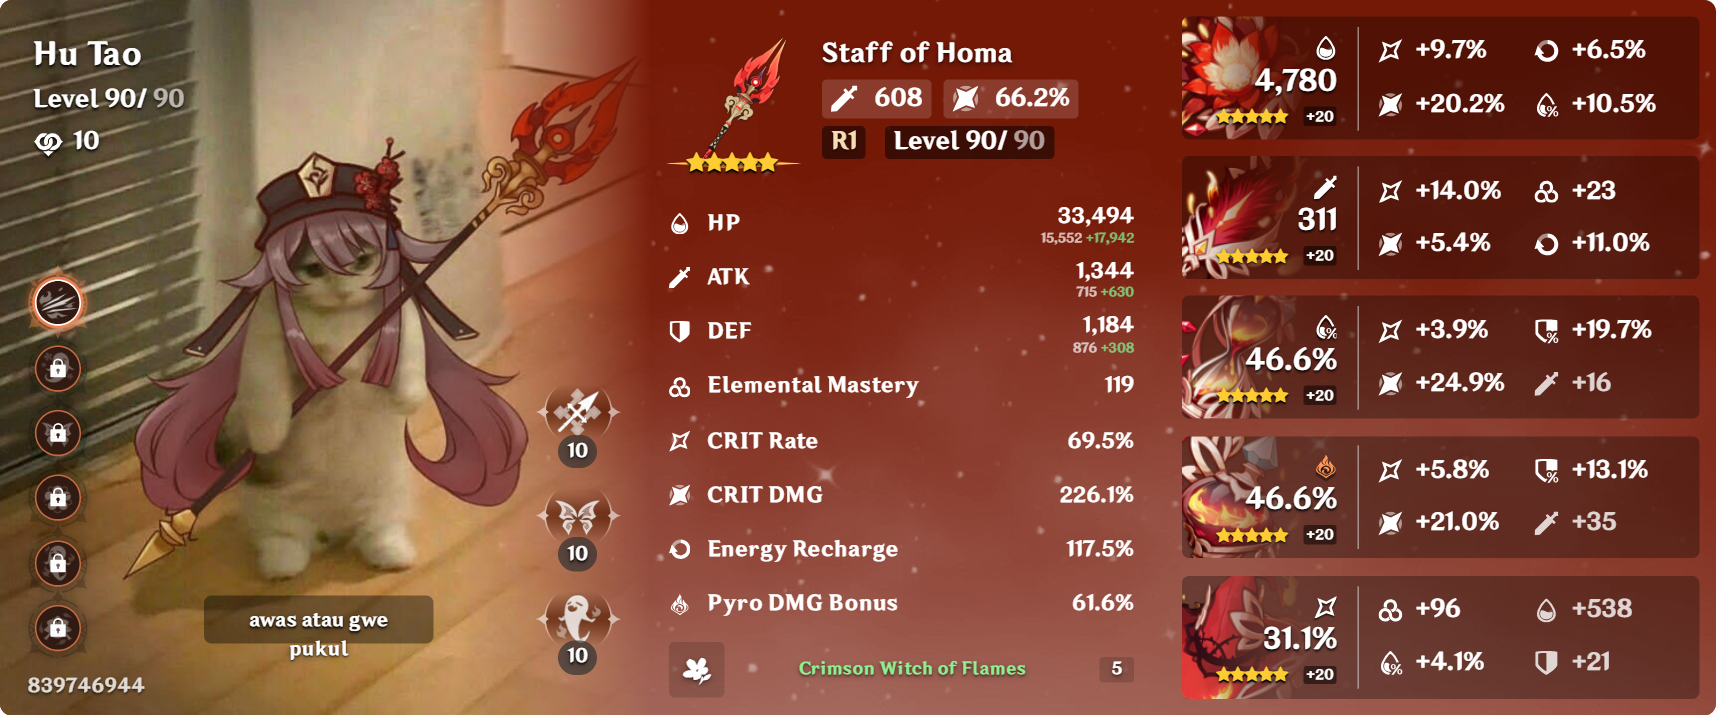 Hu Tao
Level 90/ 90
10
10
10
10
awas atau gwe
pukul
839746944
Staff of Homa
608 66.2%
R1 Level 90/ 90
HP 33,494
15,552 +17,942
ATK 1,344
715 +630
DEF 1,184
876 +308
Elemental Mastery 119
CRIT Rate 69.5%
CRIT DMG 226.1%
Energy Recharge 117.5%
Pyro DMG Bonus 61.6%
Crimson Witch of Flames 5
4,780
+20
+9.7% +6.5%
+20.2% +10.5%
311
+20
+14.0% +23
+5.4% +11.0%
46.6%
+20
+3.9% +19.7%
+24.9% +16
46.6%
+20
+5.8% +13.1%
+21.0% +35
31.1%
+20
+96 +538
+4.1% +21